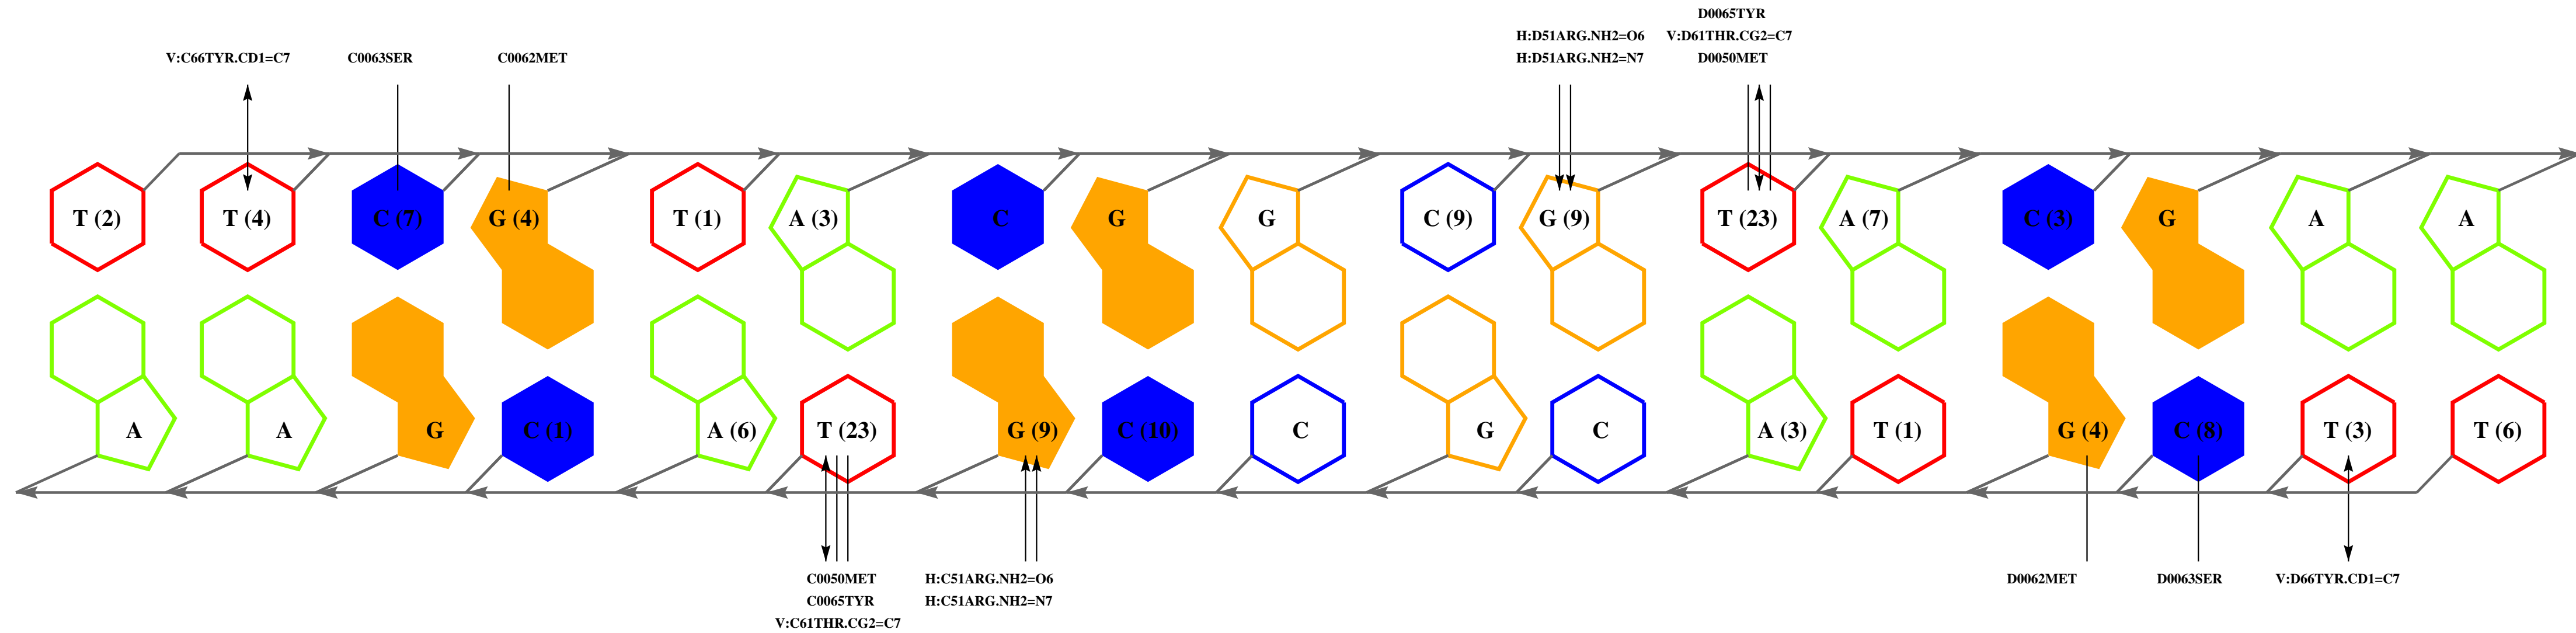 D0065TYR
H:D51ARG.NH2=O6 V:D61THR.CG2=C7
V:C66TYR.CD1=C7 C0063SER C0062MET H:D51ARG.NH2=N7 D0050MET
T (2) T (4) C (7) G (4) T (1) A (3) C G G C (9) G (9) T (23) A (7) C (3) G A A
A A G C (1) A (6) T (23) G (9) C (10) C G C A (3) T (1) G (4) C (8) T (3) T (6)
C0050MET H:C51ARG.NH2=O6 D0062MET D0063SER V:D66TYR.CD1=C7
C0065TYR H:C51ARG.NH2=N7
V:C61THR.CG2=C7